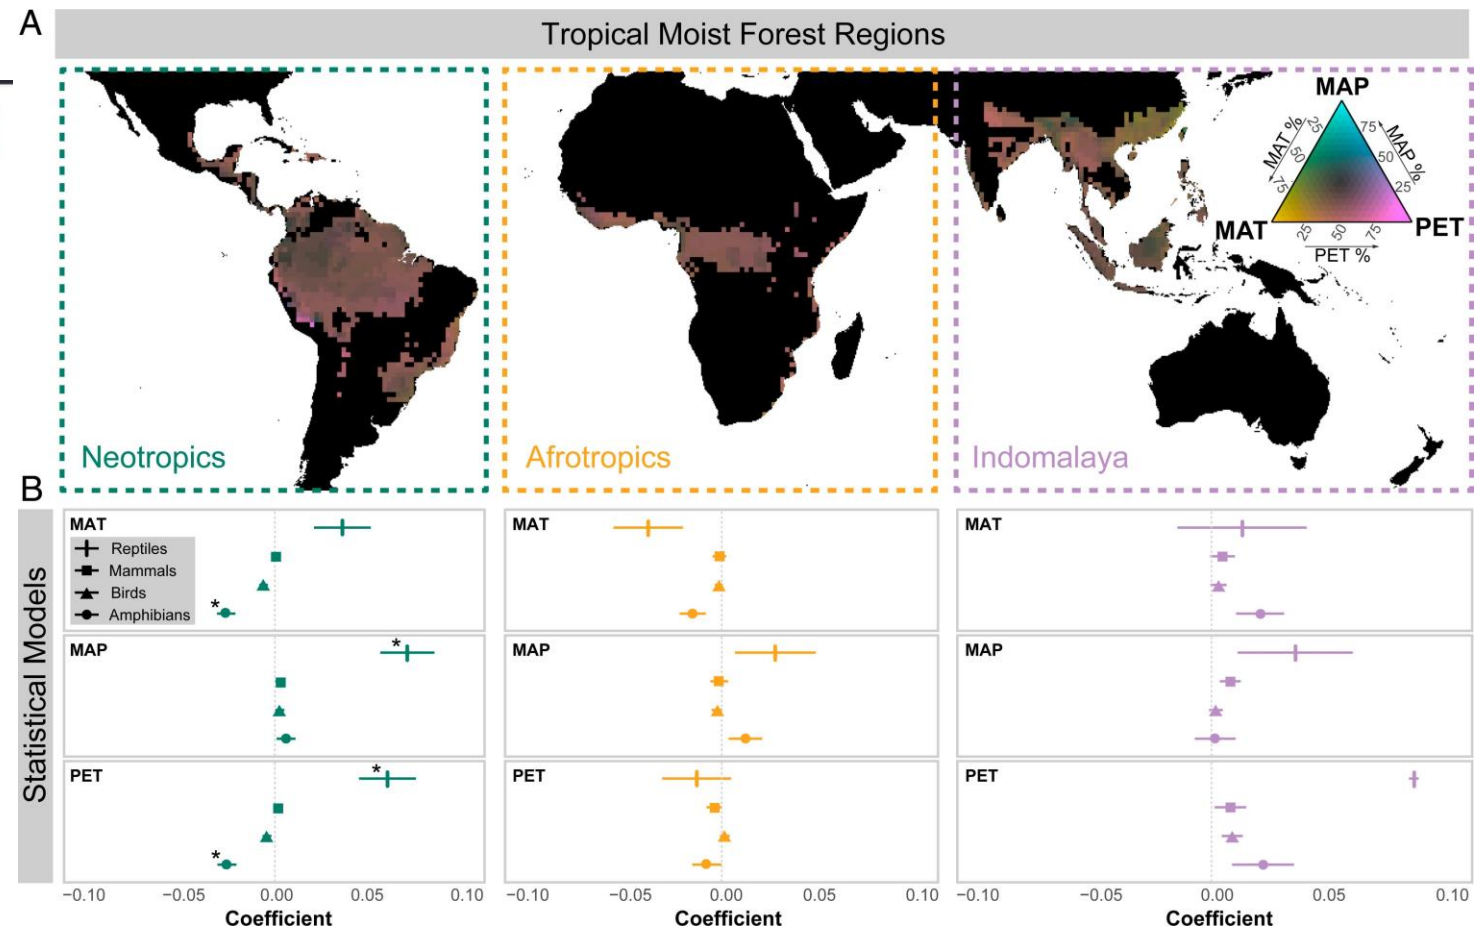 A
Tropical Moist Forest Regions
MAP
MAT %
25
50
75
75
50
25
MAP %
MAT
PET
25
50
75
PET %
Neotropics
Afrotropics
Indomalaya
B
Statistical Models
MAT
Reptiles
Mammals
Birds
Amphibians
*
MAT
MAT
MAP
*
MAP
MAP
PET
*
*
PET
PET
−0.10 −0.05 0.00 0.05 0.10
−0.10 −0.05 0.00 0.05
−0.10 −0.05 0.00 0.05 0.10
Coefficient
Coefficient
Coefficient